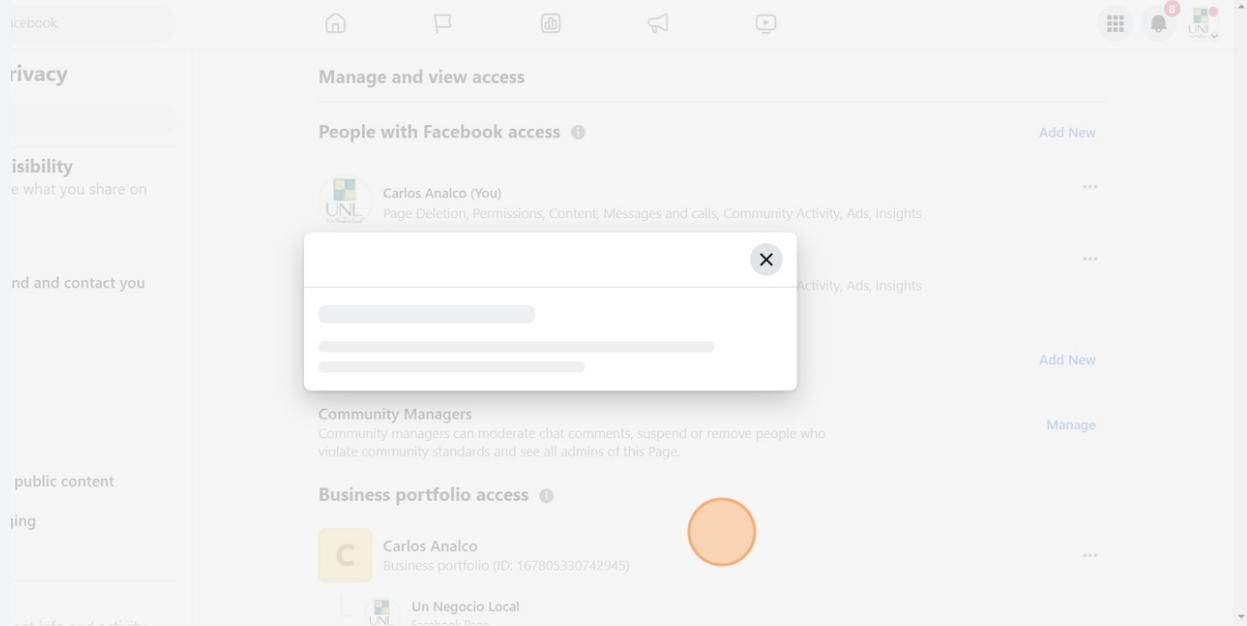 acebook
8
rivacy
Manage and view access
People with Facebook access
Add New
isibility
e what you share on
Carlos Analco (You)
Page Deletion, Permissions, Content, Messages and calls, Community Activity, Ads, Insights
UNL
nd and contact you
Activity, Ads, Insights
Add New
Community Managers
Community managers can moderate chat comments, suspend or remove people who
violate community standards and see all admins of this Page.
Manage
public content
ging
Business portfolio access
C
Carlos Analco
Business portfolio (ID: 167805330742945)
Un Negocio Local
UNL
Facebook Page